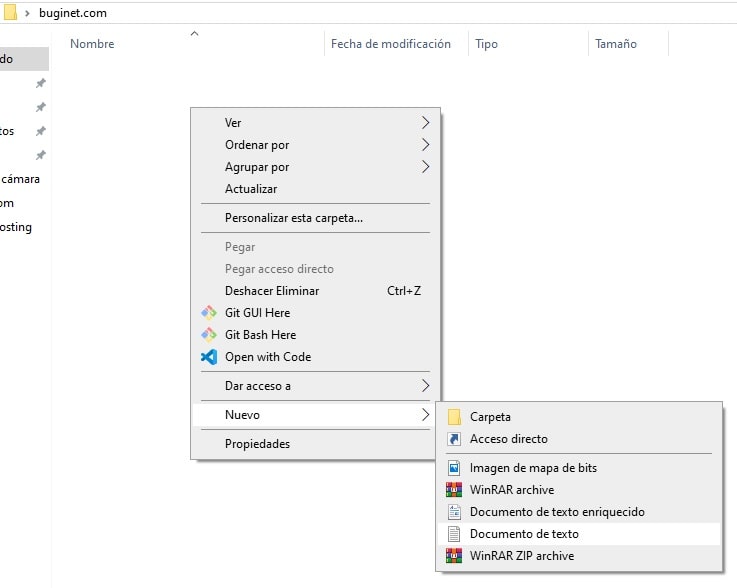 buginet.com
Nombre
Fecha de modificación
Tipo
Tamaño
do
tos
cámara
om
osting
Ver
Ordenar por
Agrupar por
Actualizar
Personalizar esta carpeta...
Pegar
Pegar acceso directo
Deshacer Eliminar Ctrl+Z
Git GUI Here
Git Bash Here
Open with Code
Dar acceso a
Nuevo
Propiedades
Carpeta
Acceso directo
Imagen de mapa de bits
WinRAR archive
Documento de texto enriquecido
Documento de texto
WinRAR ZIP archive